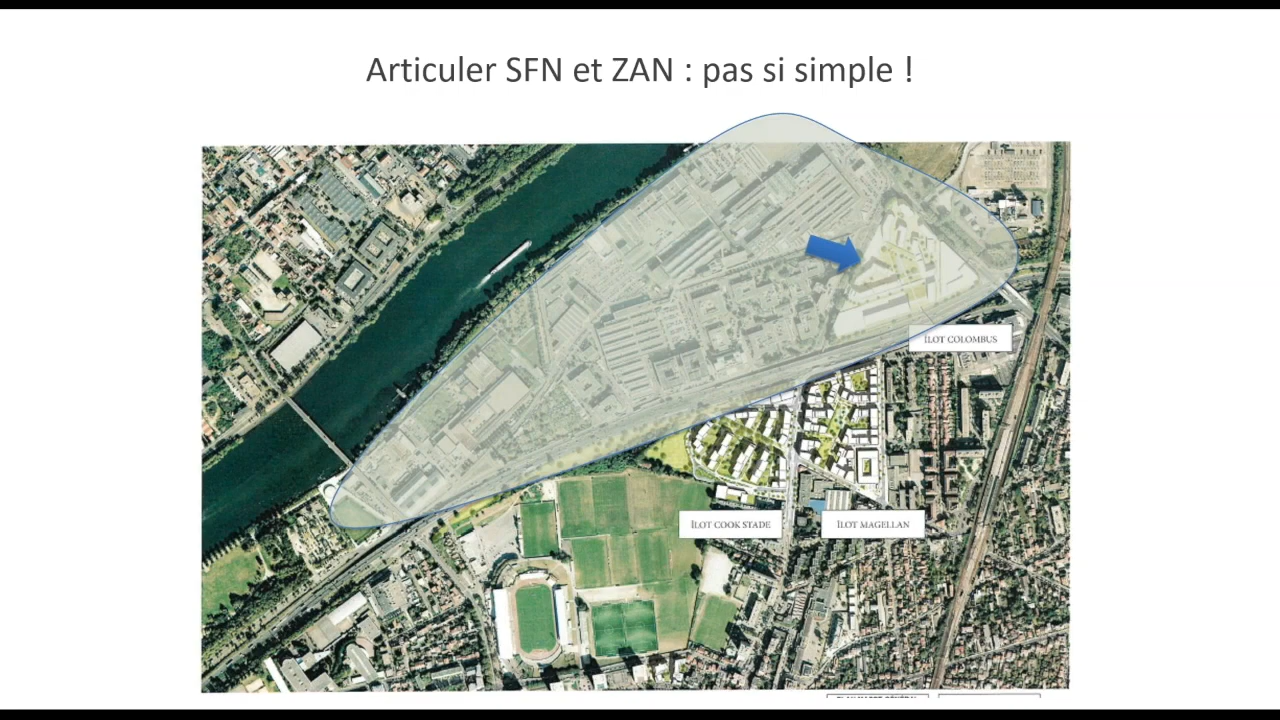 Articuler SFN et ZAN : pas si simple !
ÎLOT COLOMBUS
ÎLOT COOK STADE
ÎLOT MAGELLAN